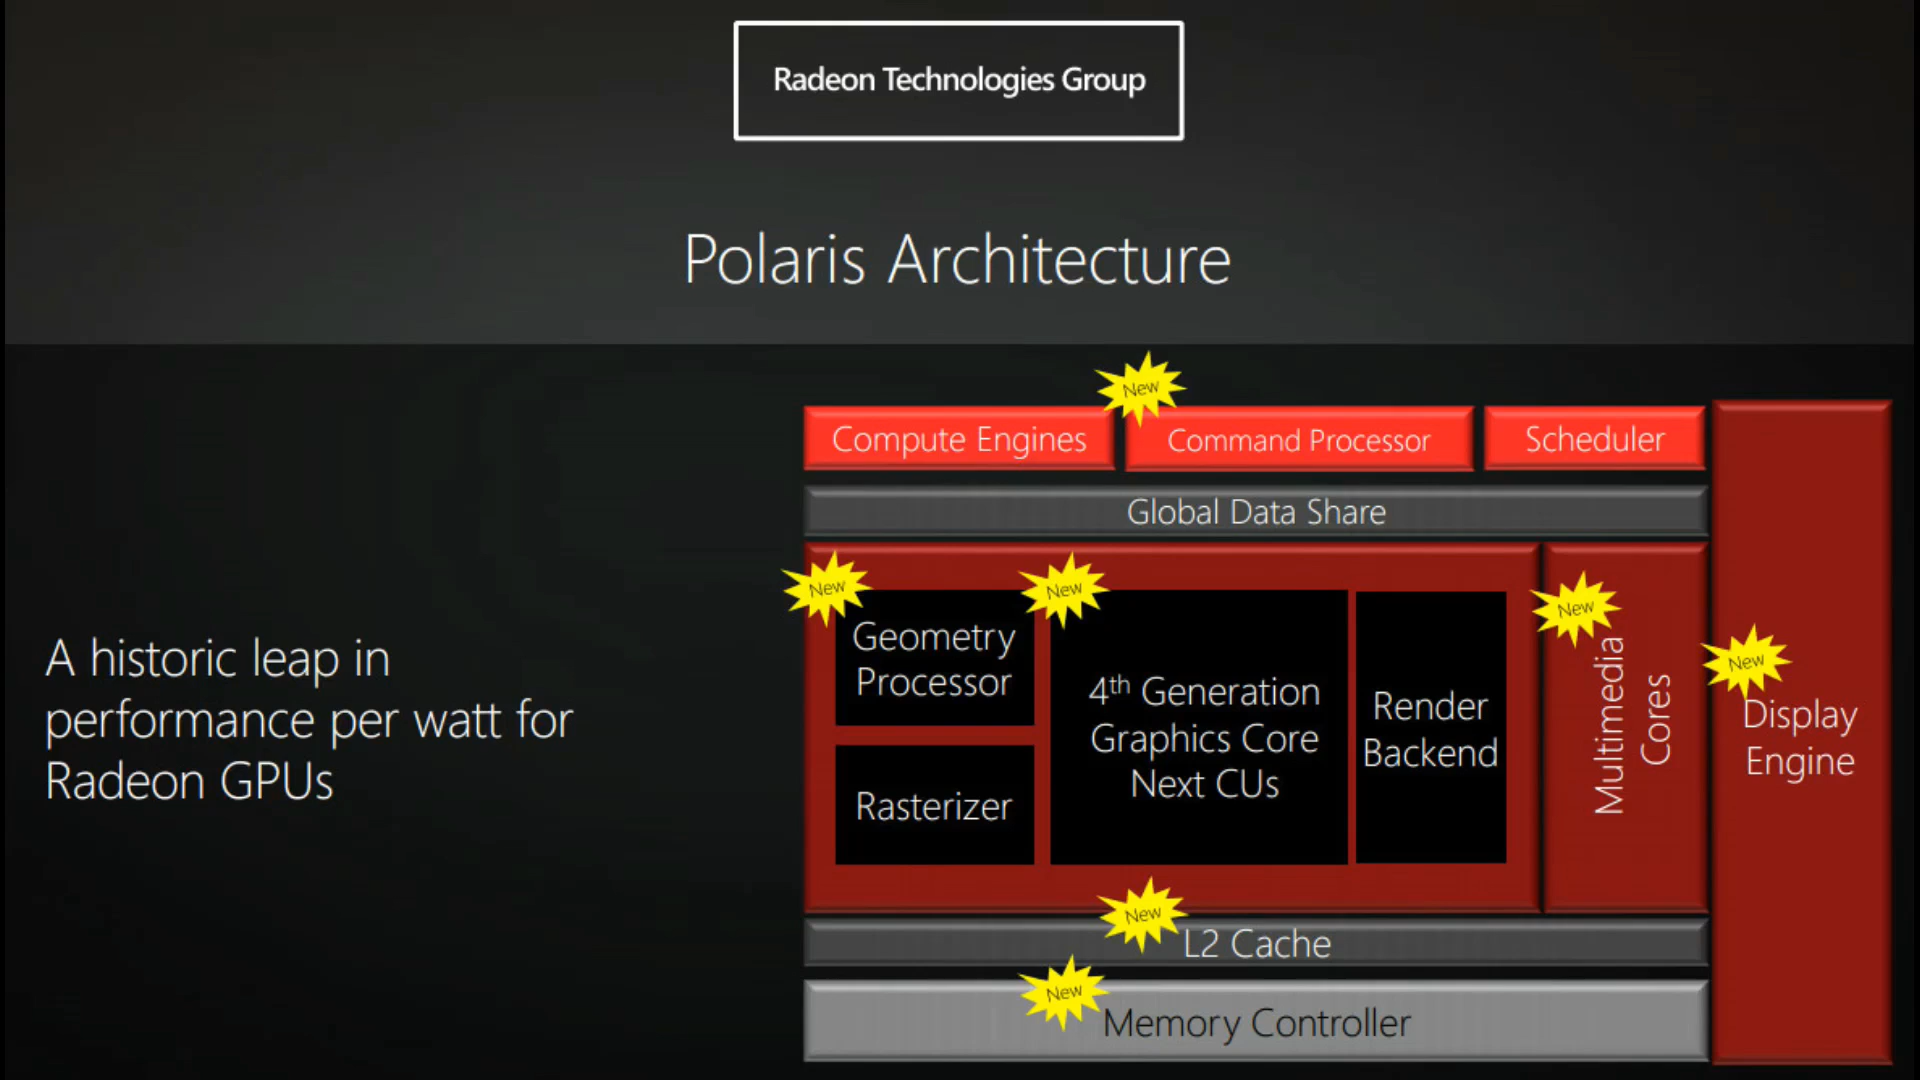 Radeon Technologies Group
Polaris Architecture
A historic leap in
performance per watt for
Radeon GPUs
New
Compute Engines
Command Processor
Scheduler
Global Data Share
New
Geometry
Processor
Rasterizer
New
4th Generation
Graphics Core
Next CUs
Render
Backend
New
Multimedia
Cores
New
Display
Engine
New
L2 Cache
New
Memory Controller